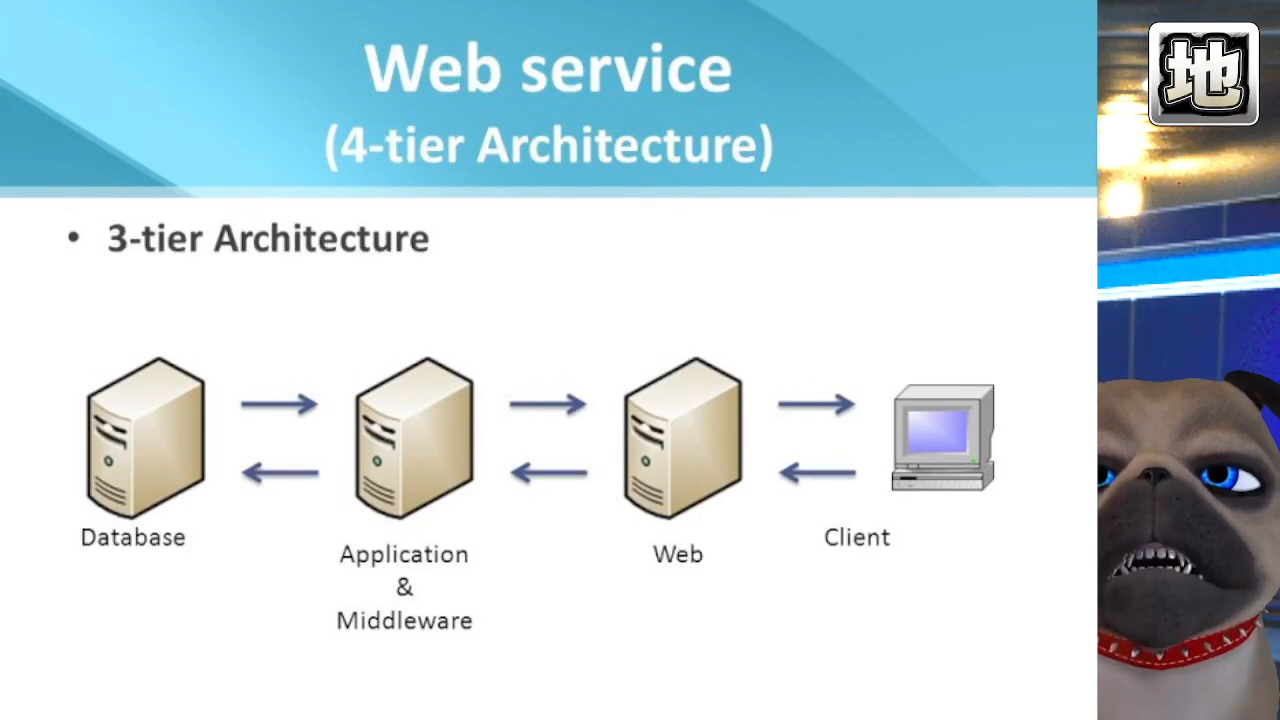 Web service
(4-tier Architecture)
地
• 3-tier Architecture
Database
Application
&
Middleware
Web
Client